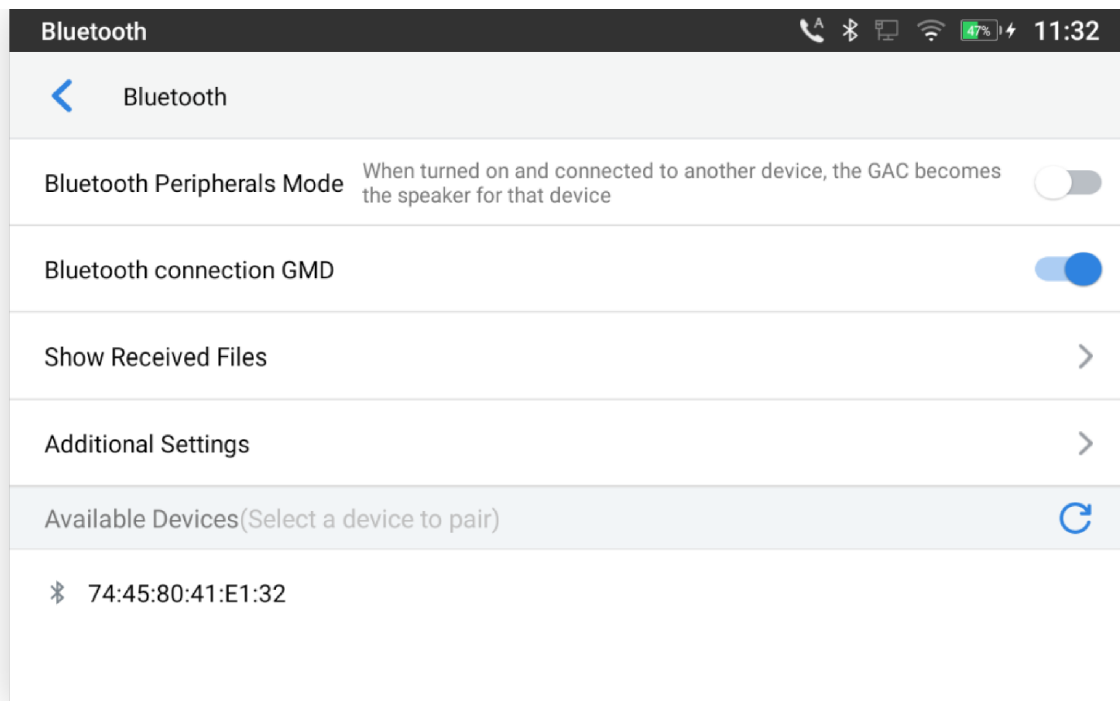 Bluetooth A 47% 11:32
Bluetooth
Bluetooth Peripherals Mode When turned on and connected to another device, the GAC becomes
the speaker for that device
Bluetooth connection GMD
Show Received Files
Additional Settings
Available Devices(Select a device to pair)
74:45:80:41:E1:32